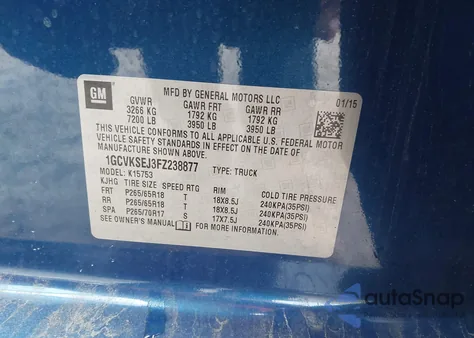 GM
MFD BY GENERAL MOTORS LLC
GVWR GAWR FRT GAWR RR 01/15
3266 KG 1792 KG 1792 KG
7200 LB 3950 LB 3950 LB
THIS VEHICLE CONFORMS TO ALL APPLICABLE U.S. FEDERAL MOTOR
VEHICLE SAFETY STANDARDS IN EFFECT ON THE DATE OF
MANUFACTURE SHOWN ABOVE.
1GCVKSEJ3FZ238877 TYPE: TRUCK
MODEL: K15753
TIRE SIZE SPEED RTG RIM COLD TIRE PRESSURE
FRT P265/65R18 T 18X8.5J 240KPA(35PSI)
RR P265/65R18 T 18X8.5J 240KPA(35PSI)
SPA P265/70R17 S 17X7.5J 240KPA(35PSI)
SEE OWNER'S MANUAL FOR MORE INFORMATION.
autoSnap